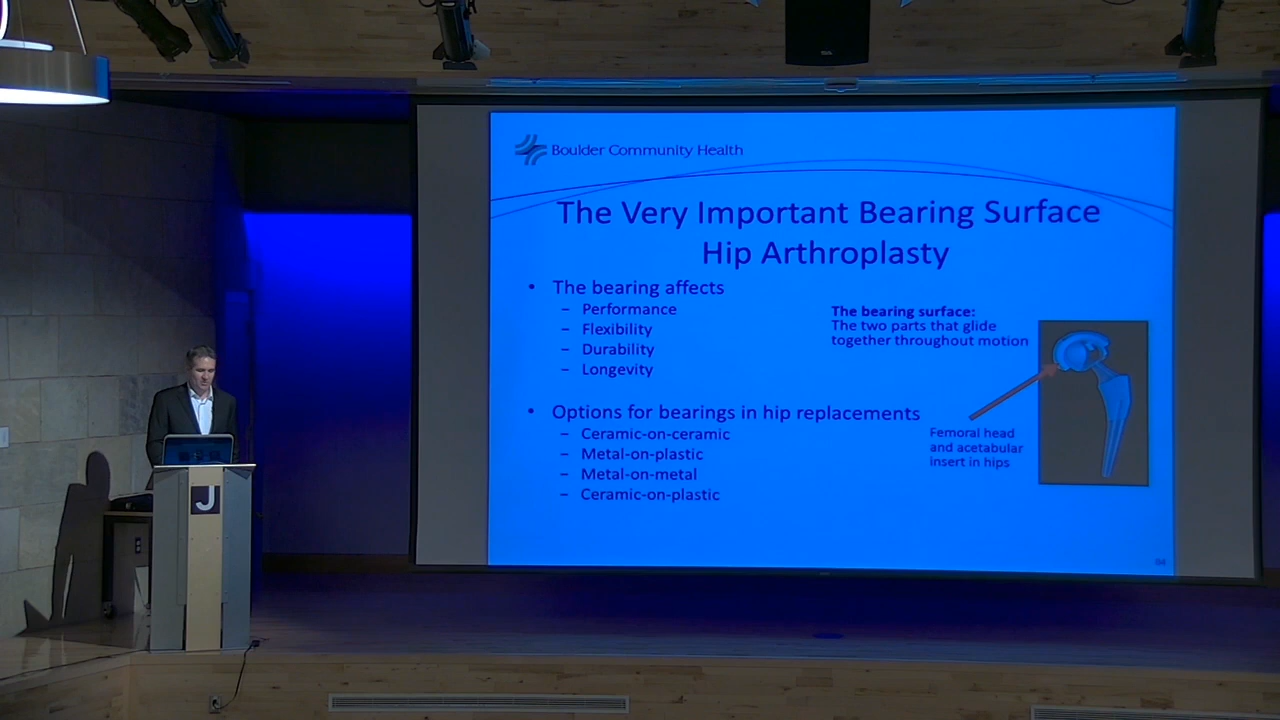 Boulder Community Health
The Very Important Bearing Surface
Hip Arthroplasty
• The bearing affects
– Performance
– Flexibility
– Durability
– Longevity
The bearing surface:
The two parts that glide
together throughout motion
• Options for bearings in hip replacements
– Ceramic-on-ceramic
– Metal-on-plastic
– Metal-on-metal
– Ceramic-on-plastic
Femoral head
and acetabular
insert in hips
J